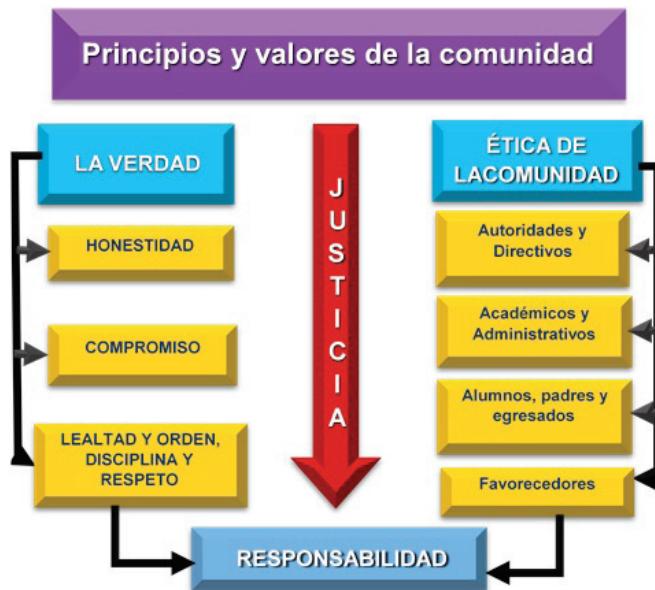 Principios y valores de la comunidad
LA VERDAD
HONESTIDAD
COMPROMISO
LEALTAD Y ORDEN,
DISCIPLINA Y
RESPETO
JUSTICIA
ÉTICA DE
LACOMUNIDAD
Autoridades y
Directivos
Académicos y
Administrativos
Alumnos, padres y
egresados
Favorecedores
RESPONSABILIDAD